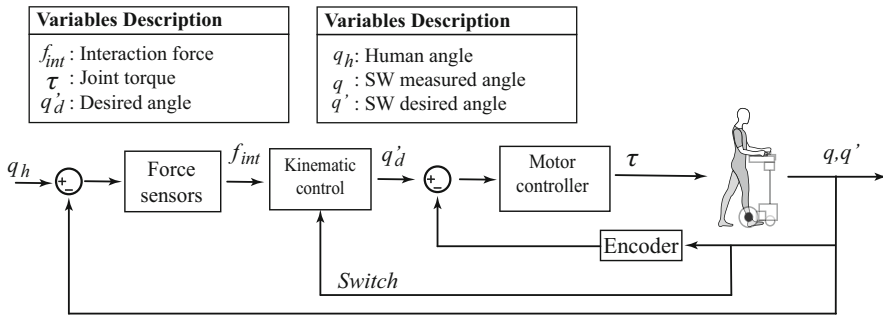 Variables Description
f_int : Interaction force
τ : Joint torque
q'_d : Desired angle
Variables Description
q_h : Human angle
q : SW measured angle
q' : SW desired angle
q_h
+
−
Force
sensors
f_int
Kinematic
control
q'_d
+
−
Motor
controller
τ
q,q'
Encoder
Switch